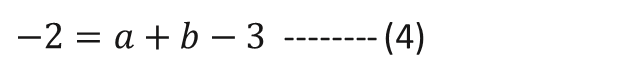 −2 = a + b − 3 --------(4)